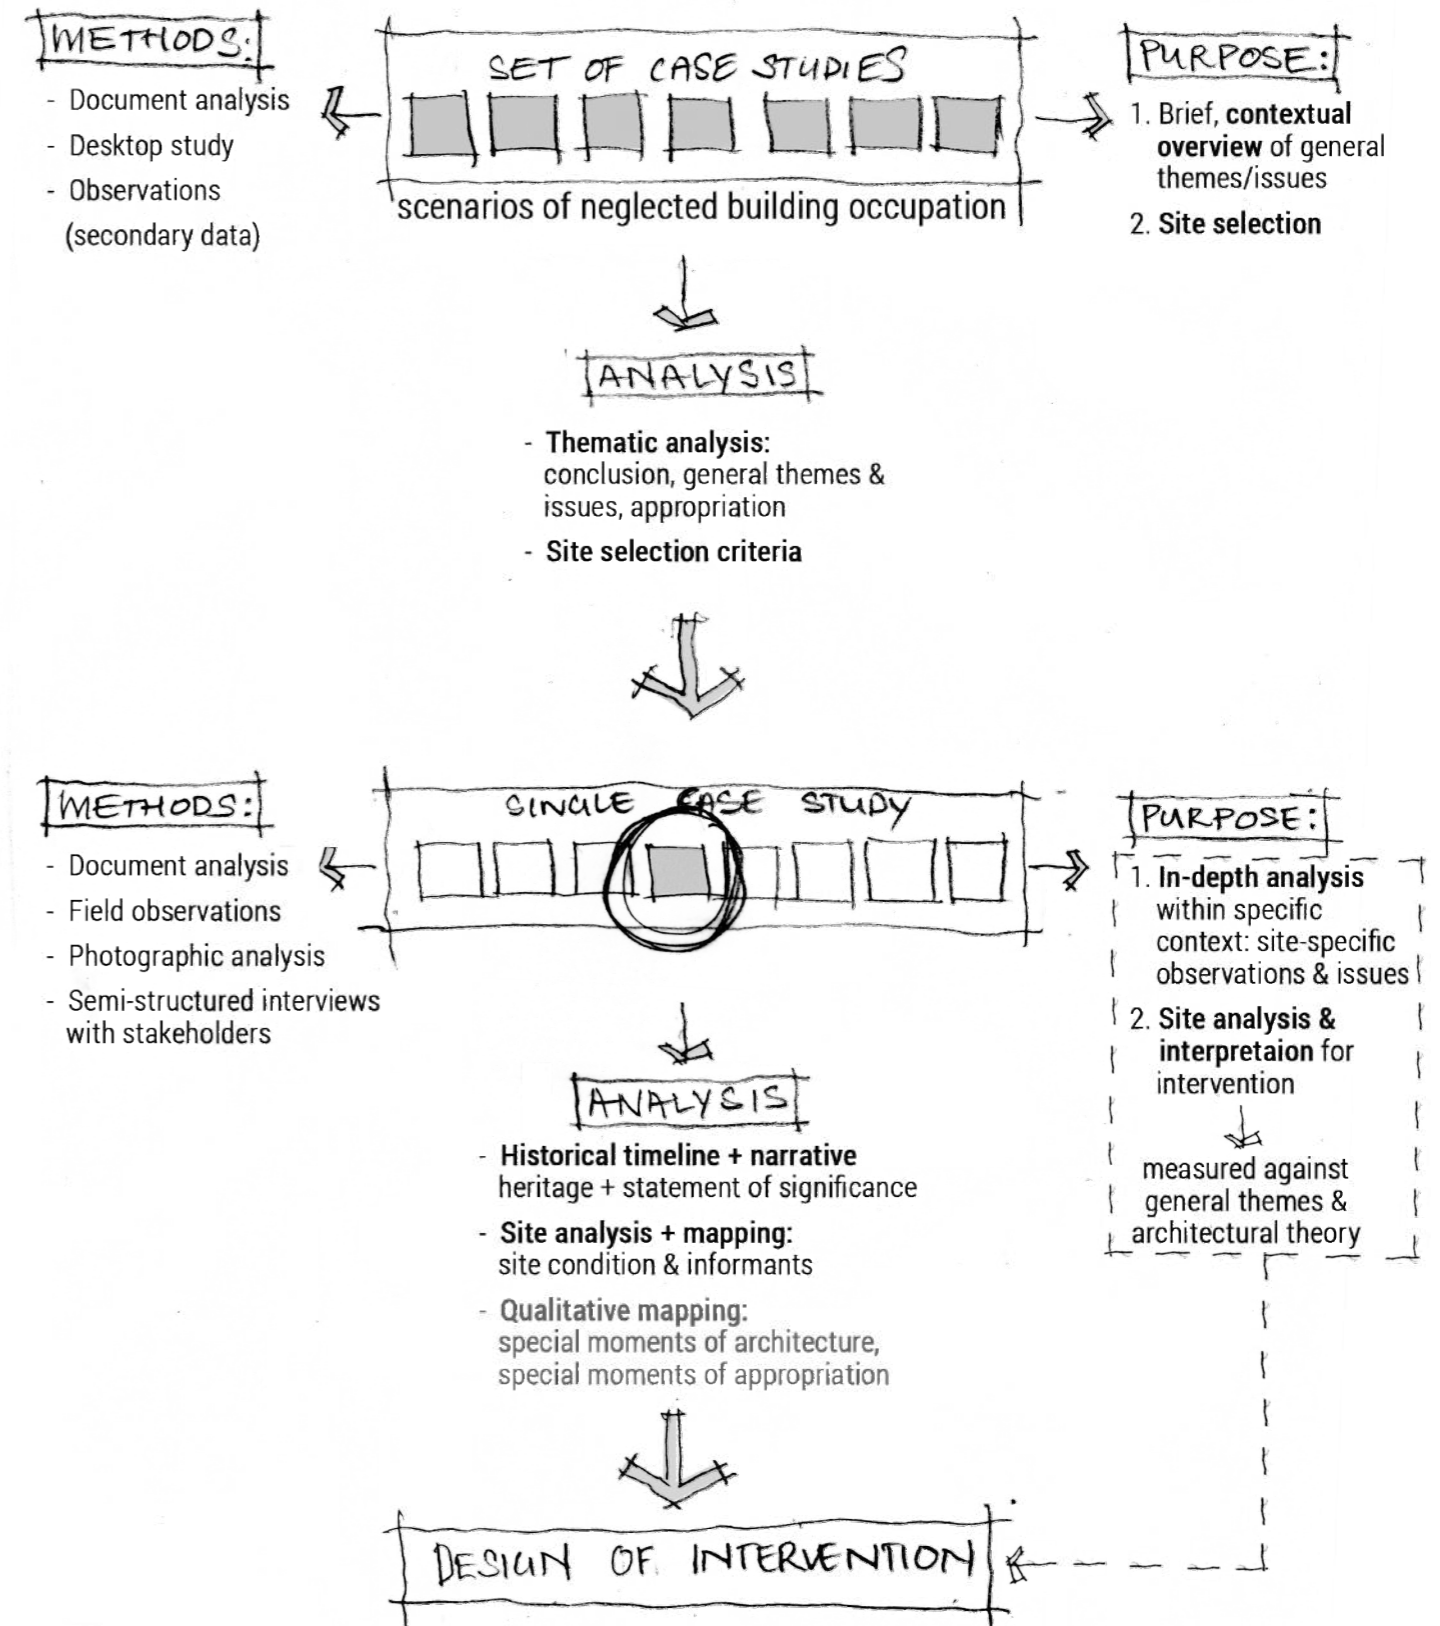 METHODS:
- Document analysis
- Desktop study
- Observations
(secondary data)
SET OF CASE STUDIES
scenarios of neglected building occupation
PURPOSE:
1. Brief, contextual
overview of general
themes/issues
2. Site selection
ANALYSIS
- Thematic analysis:
conclusion, general themes &
issues, appropriation
- Site selection criteria
METHODS:
- Document analysis
- Field observations
- Photographic analysis
- Semi-structured interviews
with stakeholders
SINGLE CASE STUDY
PURPOSE:
1. In-depth analysis
within specific
context: site-specific
observations & issues
2. Site analysis &
interpretaion for
intervention
measured against
general themes &
architectural theory
ANALYSIS
- Historical timeline + narrative
heritage + statement of significance
- Site analysis + mapping:
site condition & informants
- Qualitative mapping:
special moments of architecture,
special moments of appropriation
DESIGN OF INTERVENTION